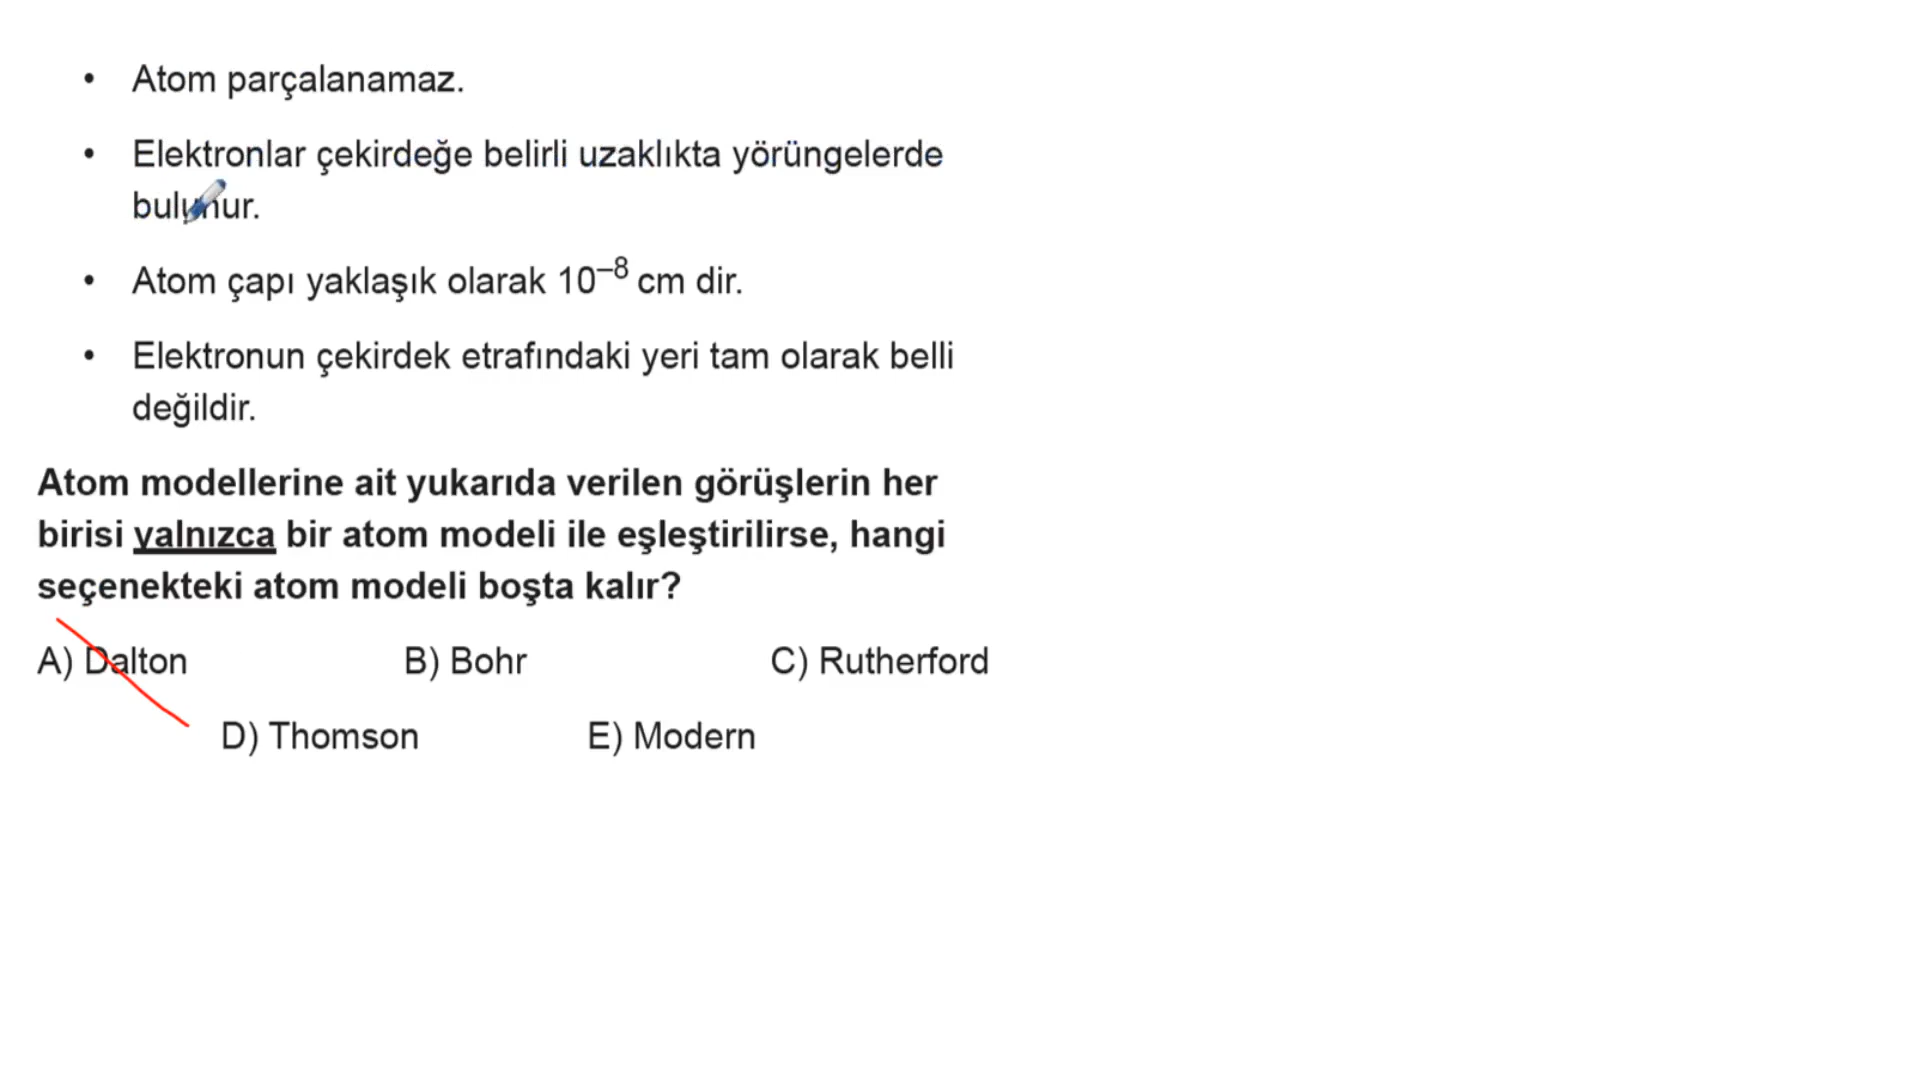 • Atom parçalanamaz.
• Elektronlar çekirdeğe belirli uzaklıkta yörüngelerde
bulunur.
• Atom çapı yaklaşık olarak 10⁻⁸ cm dir.
• Elektronun çekirdek etrafındaki yeri tam olarak belli
değildir.
Atom modellerine ait yukarıda verilen görüşlerin her
birisi yalnızca bir atom modeli ile eşleştirilirse, hangi
seçenekteki atom modeli boşta kalır?
A) Dalton B) Bohr C) Rutherford
D) Thomson E) Modern